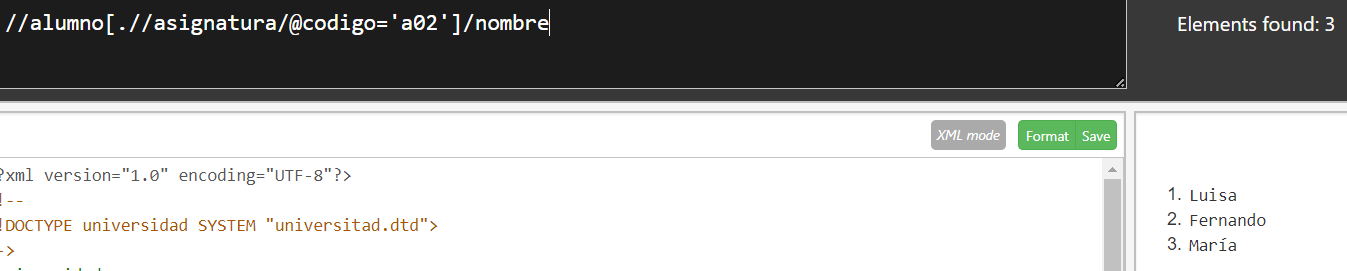 //alumno[.//asignatura/@codigo='a02']/nombre
Elements found: 3
XML mode
Format
Save
?xml version="1.0" encoding="UTF-8"?>
!--
!DOCTYPE universidad SYSTEM "universitad.dtd">
->
1. Luisa
2. Fernando
3. María